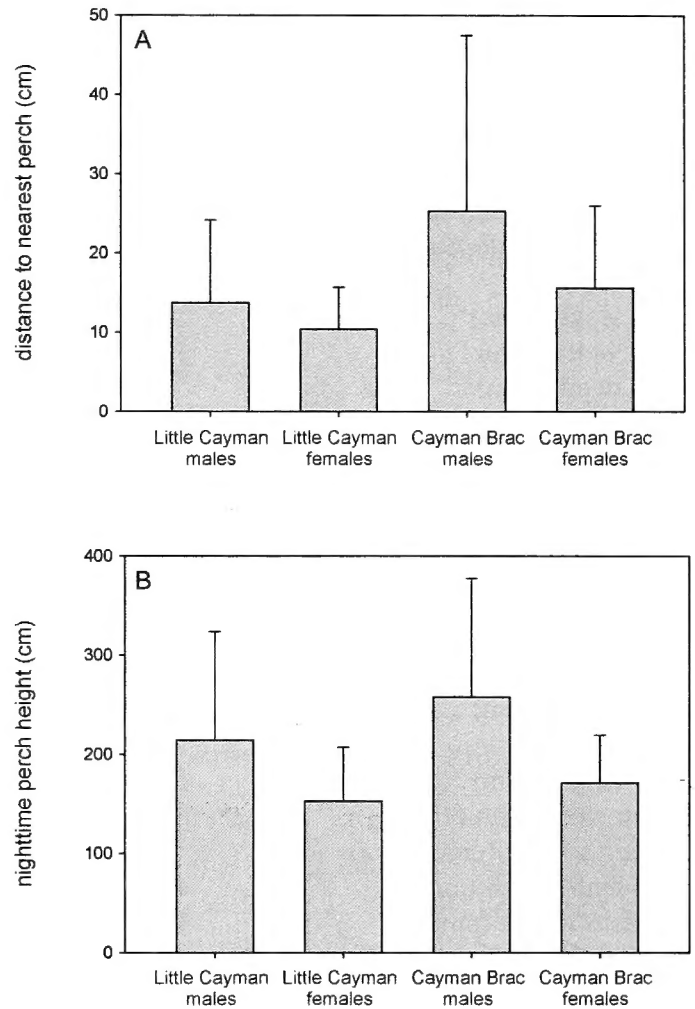 A
distance to nearest perch (cm)
50
40
30
20
10
0
Little Cayman males
Little Cayman females
Cayman Brac males
Cayman Brac females
B
nighttime perch height (cm)
400
300
200
100
0
Little Cayman males
Little Cayman females
Cayman Brac males
Cayman Brac females